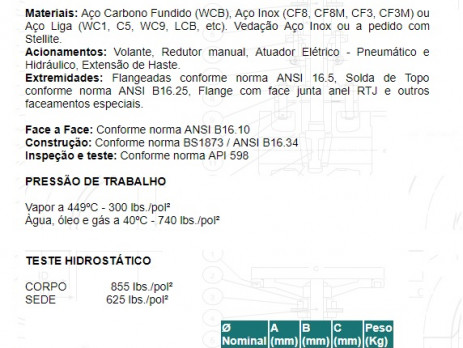 Materiais: Aço Carbono Fundido (WCB), Aço Inox (CF8, CF8M, CF3, CF3M) ou
Aço Liga (WC1, C5, WC9, LCB, etc). Vedação Aço Inox ou a pedido com
Stellite.
Acionamentos: Volante, Redutor manual, Atuador Elétrico - Pneumático e
Hidráulico, Extensão de Haste.
Extremidades: Flangeadas conforme norma ANSI 16.5, Solda de Topo
conforme norma ANSI B16.25, Flange com face junta anel RTJ e outros
faceamentos especiais.
Face a Face: Conforme norma ANSI B16.10
Construção: Conforme norma BS1873 / ANSI B16.34
Inspeção e teste: Conforme norma API 598
PRESSÃO DE TRABALHO
Vapor a 449ºC - 300 lbs./pol²
Água, óleo e gás a 40ºC - 740 lbs./pol²
TESTE HIDROSTÁTICO
CORPO 855 lbs./pol²
SEDE 625 lbs./pol²
Ø A B C Peso
Nominal (mm) (mm) (mm) (Kg)